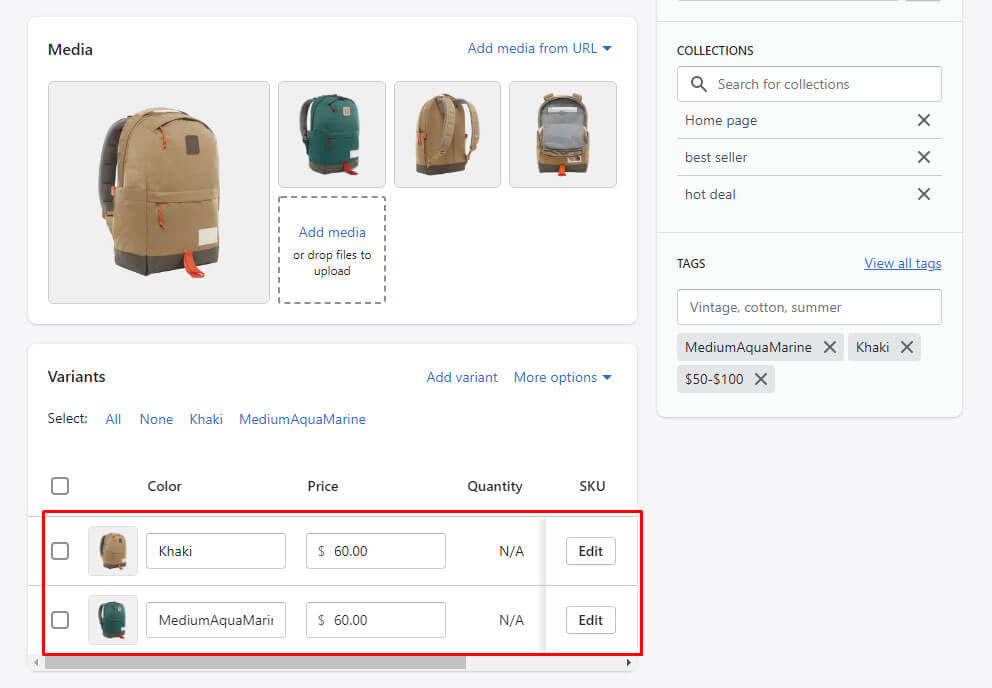 Media
Add media from URL
Add media
or drop files to
upload
Variants
Add variant
More options
Select:
All
None
Khaki
MediumAquaMarine
Color
Price
Quantity
SKU
Khaki
$ 60.00
N/A
Edit
MediumAquaMarin
$ 60.00
N/A
Edit
COLLECTIONS
Search for collections
Home page
best seller
hot deal
TAGS
View all tags
Vintage, cotton, summer
MediumAquaMarine
Khaki
$50-$100